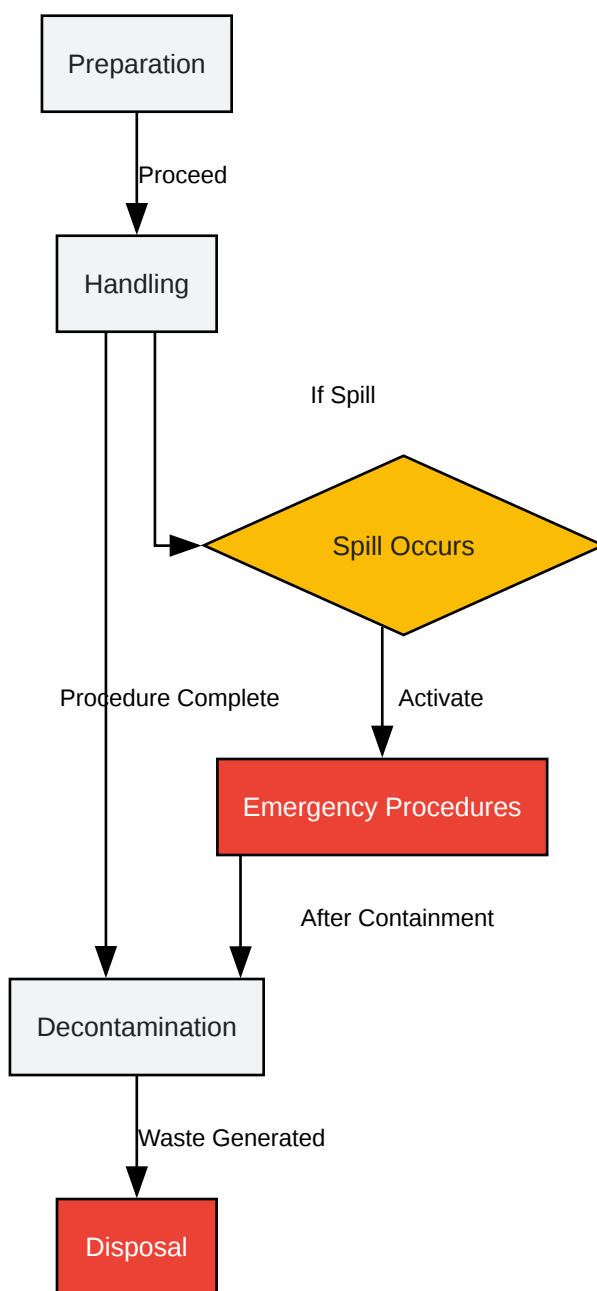 Preparation
Proceed
Handling
If Spill
Spill Occurs
Procedure Complete
Activate
Emergency Procedures
After Containment
Decontamination
Waste Generated
Disposal